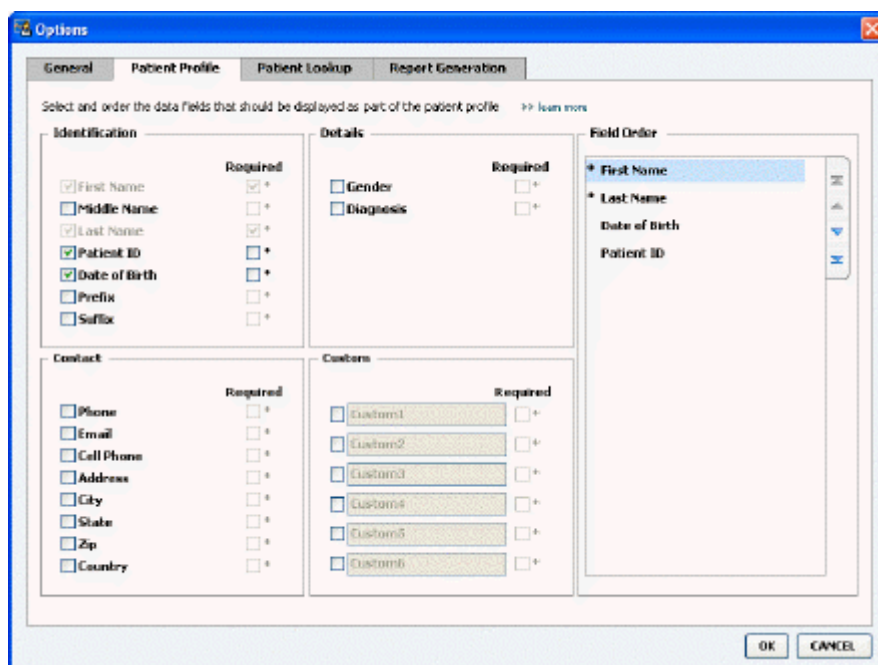 Options
General Patient Profile Patient Lookup Report Generation
Select and order the data fields that should be displayed as part of the patient profile >> learn more
Identification
Required
First Name *
Middle Name *
Last Name *
Patient ID *
Date of Birth *
Prefix *
Suffix *
Details
Required
Gender *
Diagnosis *
Field Order
* First Name
* Last Name
Date of Birth
Patient ID
Contact
Required
Phone *
Email *
Cell Phone *
Address *
City *
State *
Zip *
Country *
Custom
Required
Custom1 *
Custom2 *
Custom3 *
Custom4 *
Custom5 *
Custom6 *
OK CANCEL